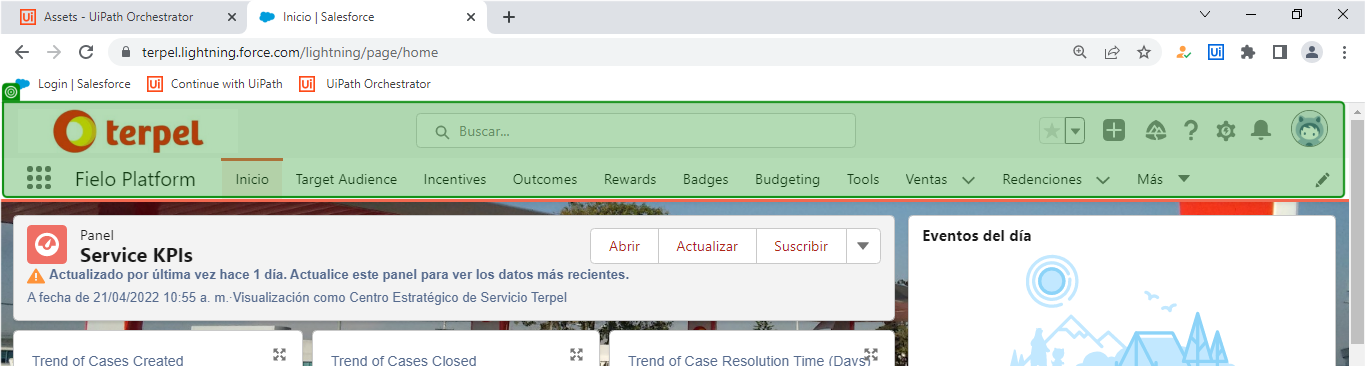 Assets - UiPath Orchestrator
Inicio | Salesforce
terpel.lightning.force.com/lightning/page/home
Login | Salesforce
Continue with UiPath
UiPath Orchestrator
terpel
Buscar...
Fielo Platform
Inicio
Target Audience
Incentives
Outcomes
Rewards
Badges
Budgeting
Tools
Ventas
Redenciones
Más
Panel
Service KPIs
Abrir
Actualizar
Suscribir
Actualizado por última vez hace 1 día. Actualice este panel para ver los datos más recientes.
A fecha de 21/04/2022 10:55 a. m.·Visualización como Centro Estratégico de Servicio Terpel
Eventos del día
Trend of Cases Created
Trend of Cases Closed
Trend of Case Resolution Time (Days)